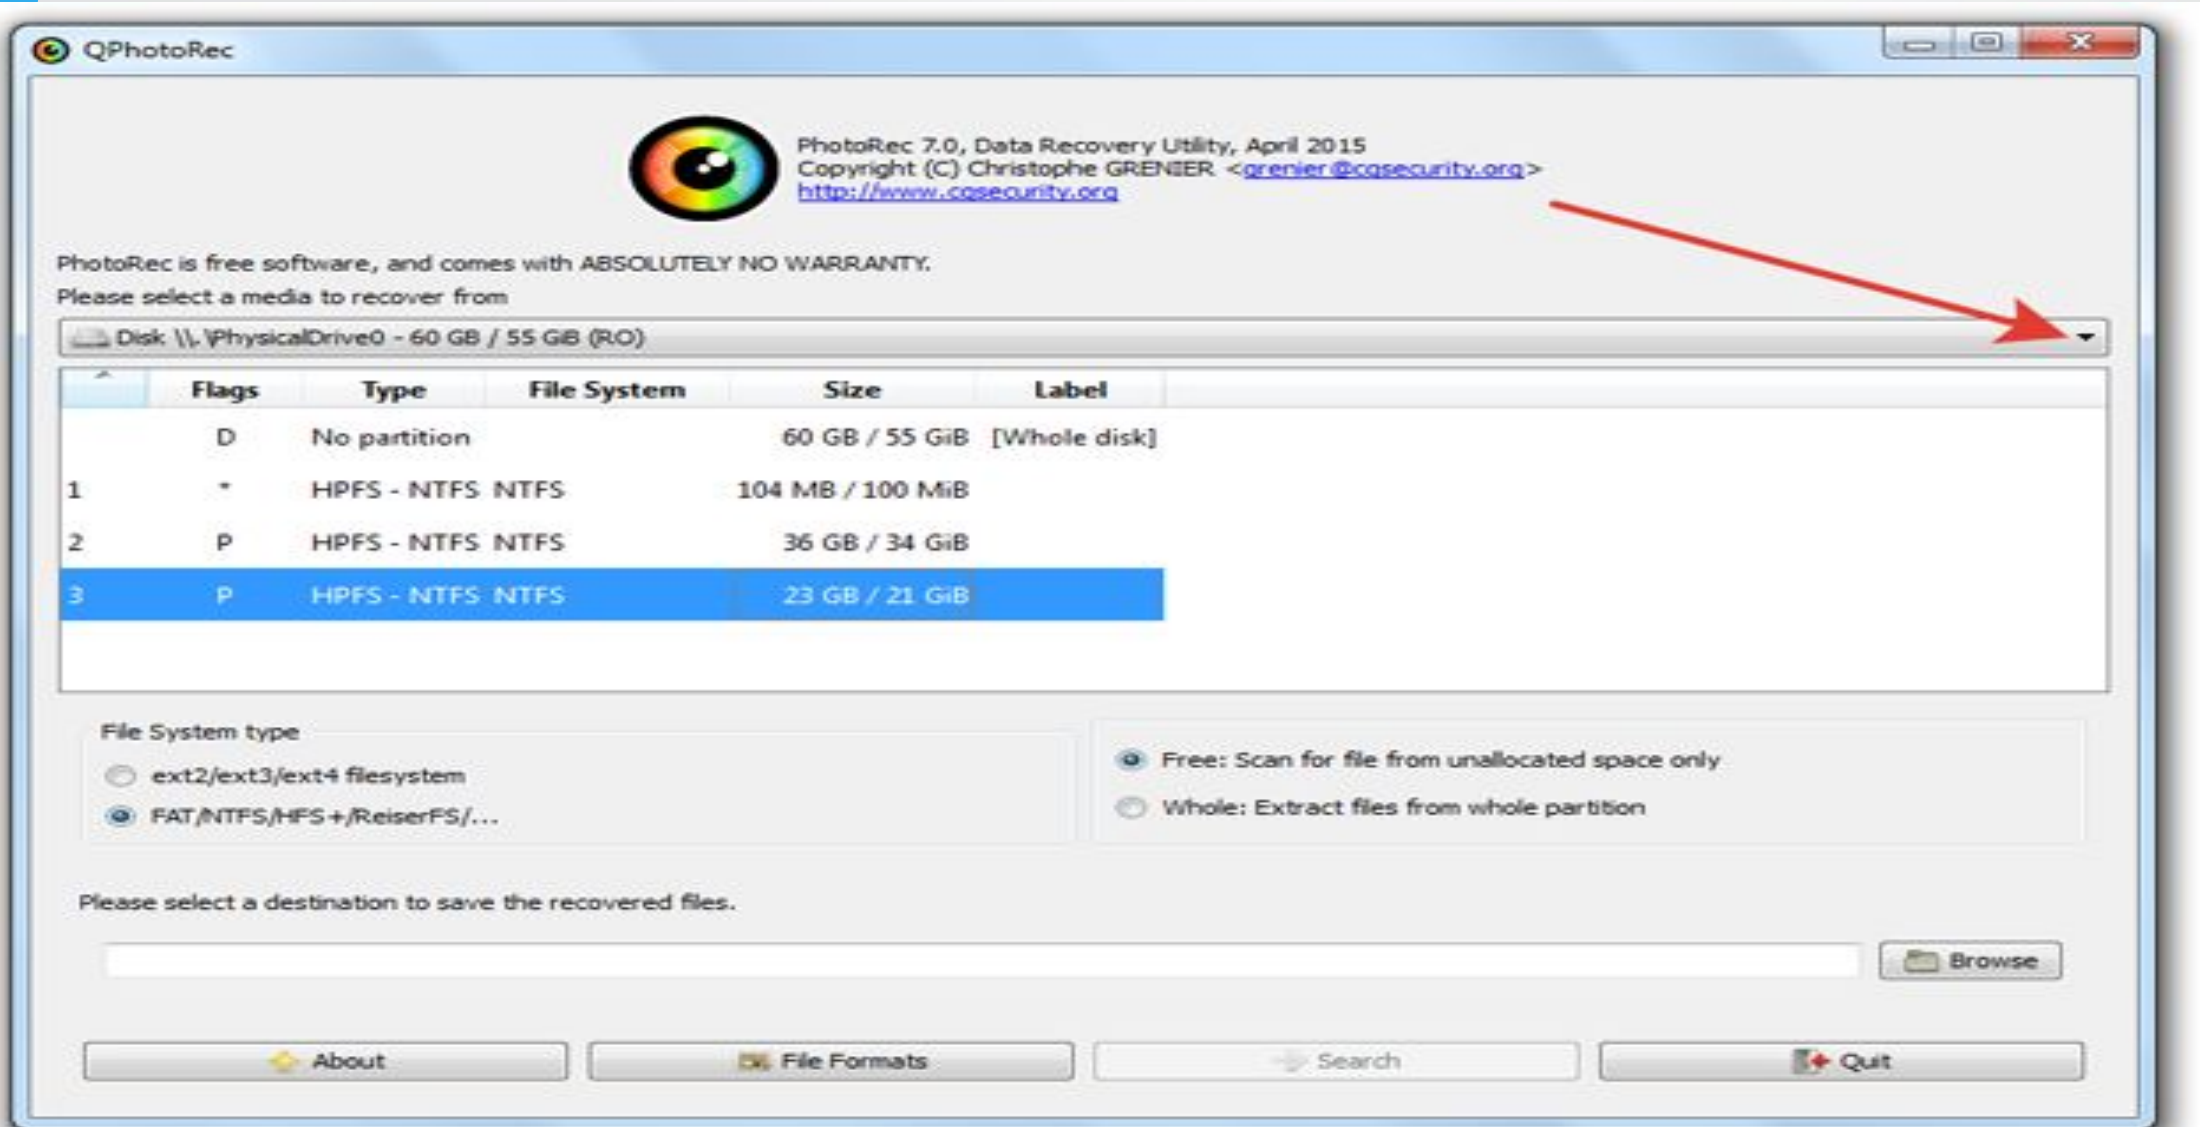 QPhotoRec
PhotoRec 7.0, Data Recovery Utility, April 2015
Copyright (C) Christophe GRENIER <grenier@cgsecurity.org>
http://www.cgsecurity.org
PhotoRec is free software, and comes with ABSOLUTELY NO WARRANTY.
Please select a media to recover from
Disk \\.\PhysicalDrive0 - 60 GB / 55 GiB (RO)
Flags Type File System Size Label
D No partition 60 GB / 55 GiB [Whole disk]
1 * HPFS - NTFS NTFS 104 MB / 100 MiB
2 P HPFS - NTFS NTFS 36 GB / 34 GiB
3 P HPFS - NTFS NTFS 23 GB / 21 GiB
File System type
ext2/ext3/ext4 filesystem
FAT/NTFS/HFS+/ReiserFS/...
Free: Scan for file from unallocated space only
Whole: Extract files from whole partition
Please select a destination to save the recovered files.
Browse
About File Formats Search Quit